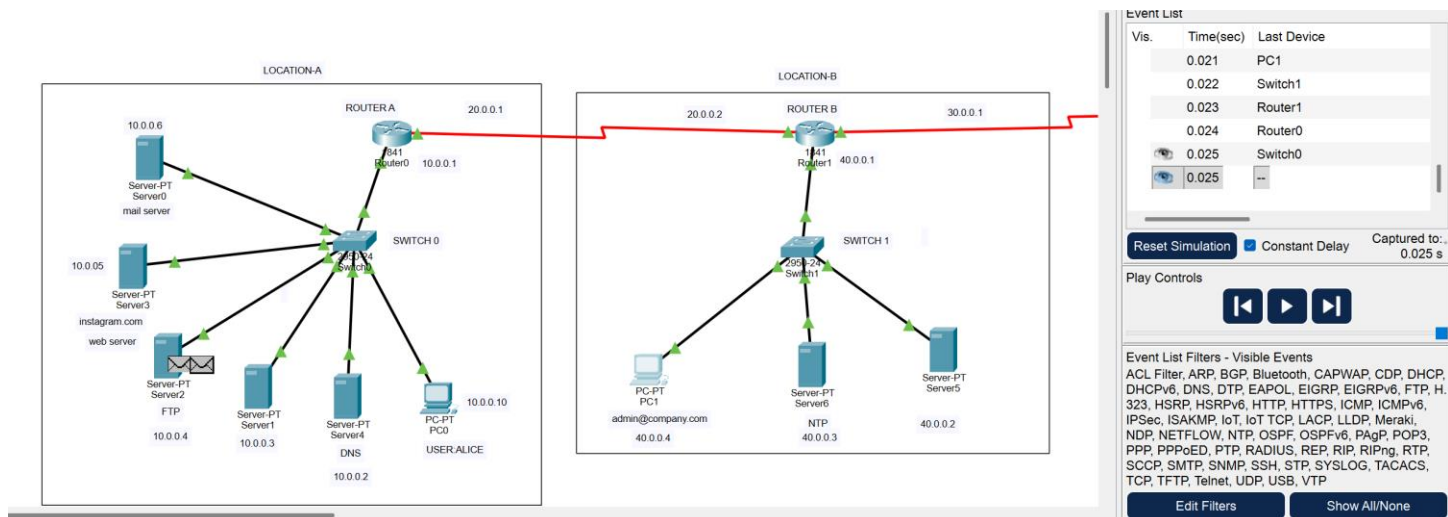 LOCATION-A
ROUTER A
20.0.0.1
10.0.0.6
1841
Router0
10.0.0.1
Server-PT
Server0
mail server
SWITCH 0
2950-24
Switch0
10.0.05
Server-PT
Server3
instagram.com
web server
Server-PT
Server2
FTP
10.0.0.4
Server-PT
Server1
10.0.0.3
Server-PT
Server4
DNS
10.0.0.2
PC-PT
PC0
10.0.0.10
USER:ALICE
LOCATION-B
20.0.0.2
ROUTER B
30.0.0.1
1841
Router1
40.0.0.1
SWITCH 1
2950-24
Switch1
PC-PT
PC1
admin@company.com
40.0.0.4
Server-PT
Server6
NTP
40.0.0.3
Server-PT
Server5
40.0.0.2
Event List
Vis. Time(sec) Last Device
0.021 PC1
0.022 Switch1
0.023 Router1
0.024 Router0
0.025 Switch0
0.025 --
Reset Simulation Constant Delay Captured to:
0.025 s
Play Controls
Event List Filters - Visible Events
ACL Filter, ARP, BGP, Bluetooth, CAPWAP, CDP, DHCP,
DHCPv6, DNS, DTP, EAPOL, EIGRP, EIGRPv6, FTP, H.
323, HSRP, HSRPv6, HTTP, HTTPS, ICMP, ICMPv6,
IPSec, ISAKMP, IoT, IoT TCP, LACP, LLDP, Meraki,
NDP, NETFLOW, NTP, OSPF, OSPFv6, PAgP, POP3,
PPP, PPPoED, PTP, RADIUS, REP, RIP, RIPng, RTP,
SCCP, SMTP, SNMP, SSH, STP, SYSLOG, TACACS,
TCP, TFTP, Telnet, UDP, USB, VTP
Edit Filters Show All/None